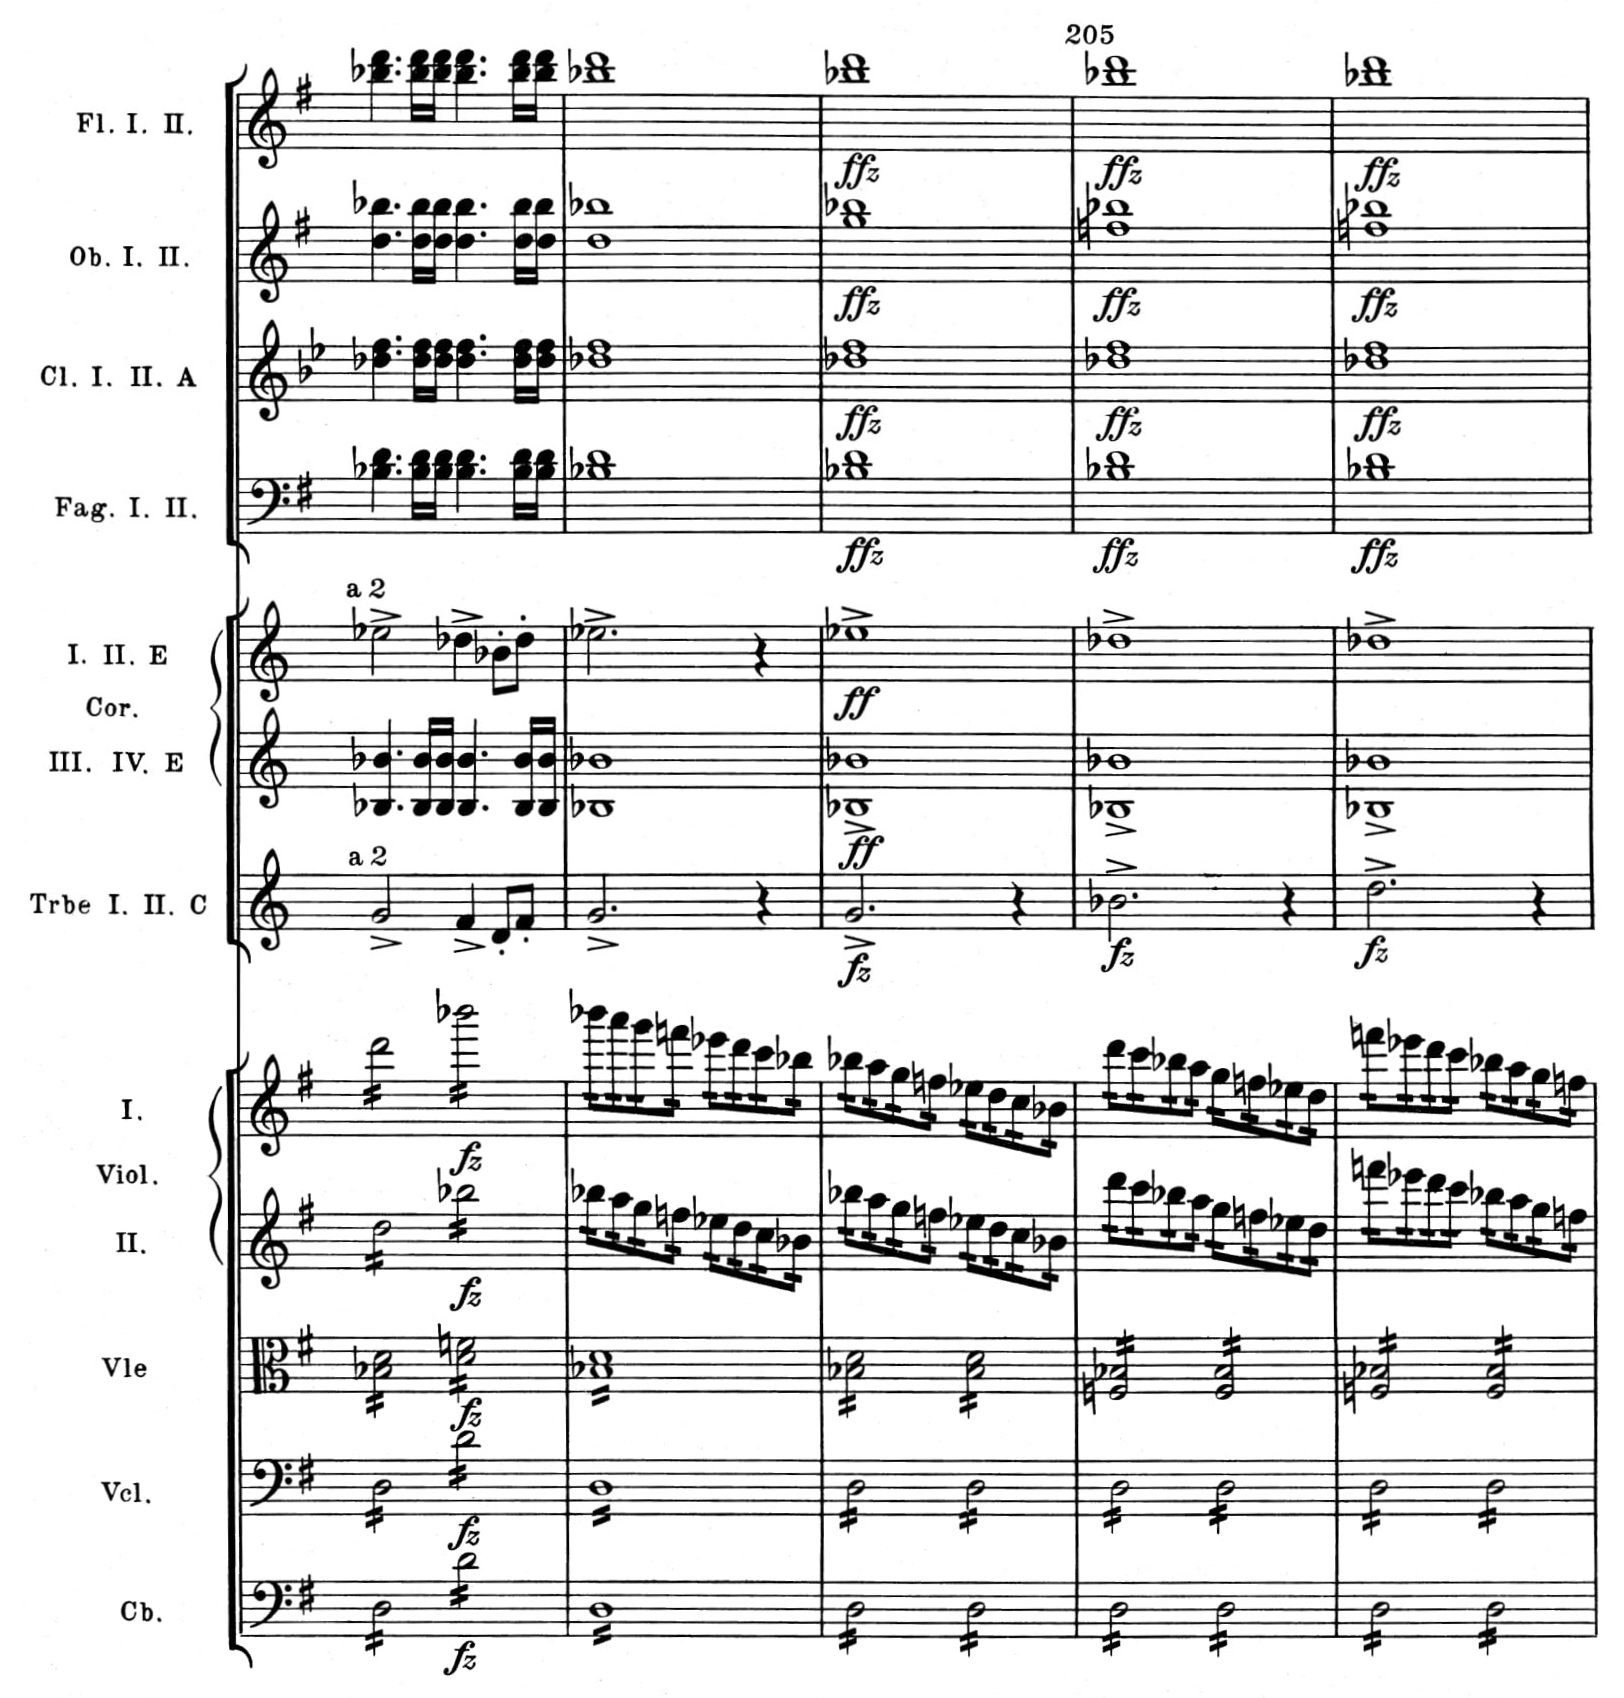 205
Fl. I. II.
ffz ffz ffz
Ob. I. II.
ffz ffz ffz
Cl. I. II. A
ffz ffz ffz
Fag. I. II.
ffz ffz ffz
a 2
I. II. E
ff
Cor.
III. IV. E
ff
a 2
Trbe I. II. C
fz fz fz
I.
fz
Viol.
II.
fz
Vle
fz
Vcl.
fz
Cb.
fz